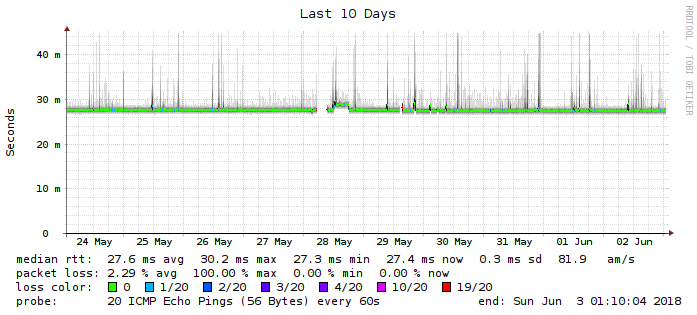 Last 10 Days
RRDTOOL / TOBI OETIKER
Seconds
40 m
30 m
20 m
10 m
0
24 May 25 May 26 May 27 May 28 May 29 May 30 May 31 May 01 Jun 02 Jun
median rtt: 27.6 ms avg 30.2 ms max 27.3 ms min 27.4 ms now 0.3 ms sd 81.9 am/s
packet loss: 2.29 % avg 100.00 % max 0.00 % min 0.00 % now
loss color: 0 1/20 2/20 3/20 4/20 10/20 19/20
probe: 20 ICMP Echo Pings (56 Bytes) every 60s end: Sun Jun 3 01:10:04 2018